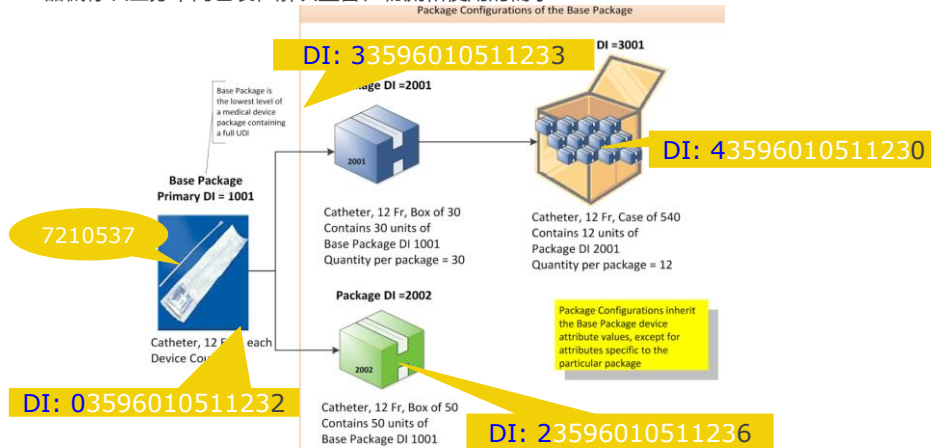 Package Configurations of the Base Package
DI: 33596010511233
DI =3001
Package DI =2001
Base Package is
the lowest level of
a medical device
package containing
a full UDI
2001
DI: 43596010511230
Base Package
Primary DI = 1001
7210537
Catheter, 12 Fr, Box of 30
Contains 30 units of
Base Package DI 1001
Quantity per package = 30
Catheter, 12 Fr, Case of 540
Contains 12 units of
Package DI 2001
Quantity per package = 12
Package DI =2002
Package Configurations inherit
the Base Package device
attribute values, except for
attributes specific to the
particular package
Catheter, 12 each
Device
2002
DI: 03596010511232
Catheter, 12 Fr, Box of 50
Contains 50 units of
Base Package DI 1001
DI: 23596010511236